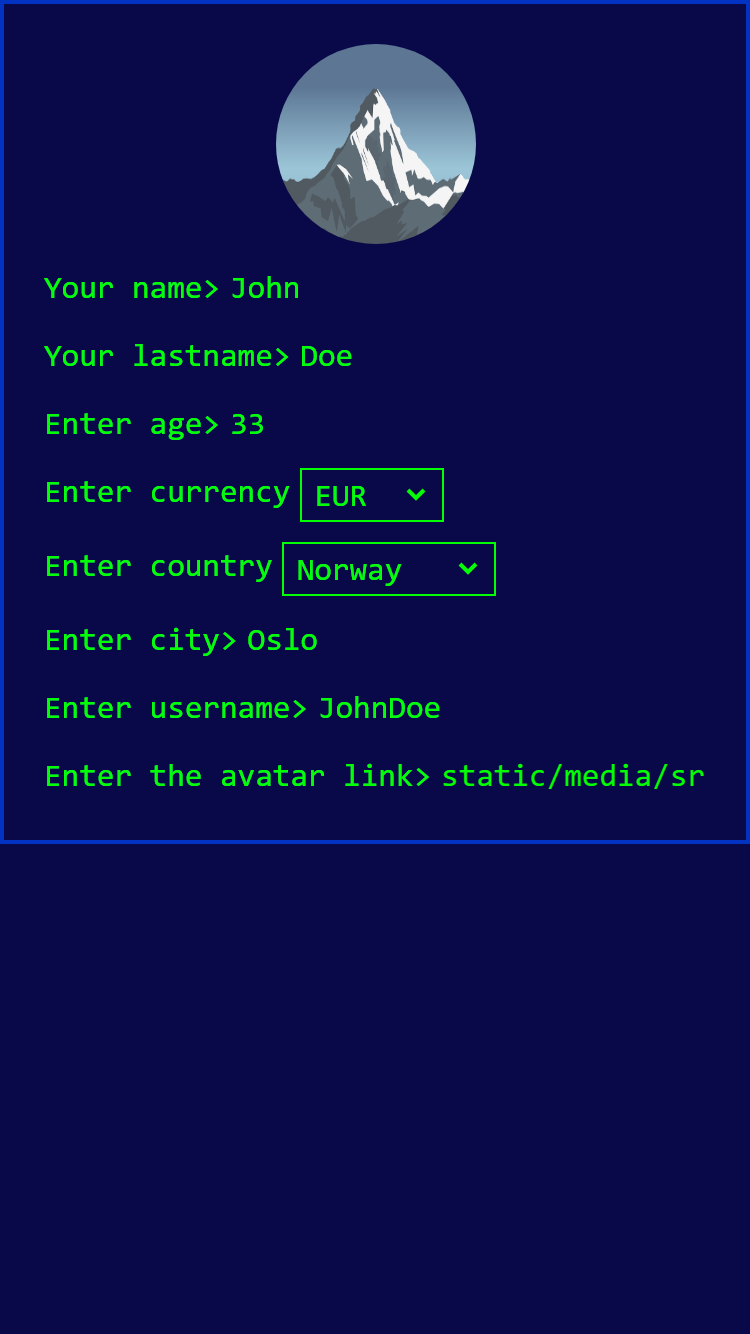 Your name> John
Your lastname> Doe
Enter age> 33
Enter currency EUR
Enter country Norway
Enter city> Oslo
Enter username> JohnDoe
Enter the avatar link> static/media/sr